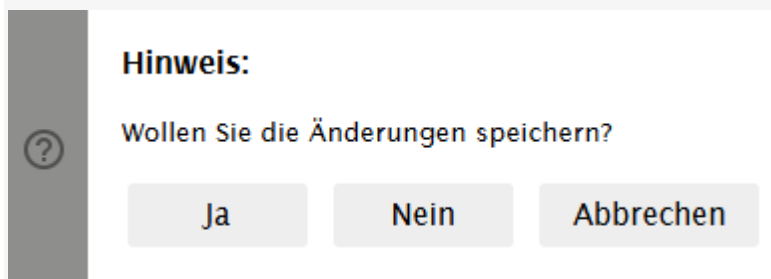 Hinweis:
Wollen Sie die Änderungen speichern?
Ja Nein Abbrechen